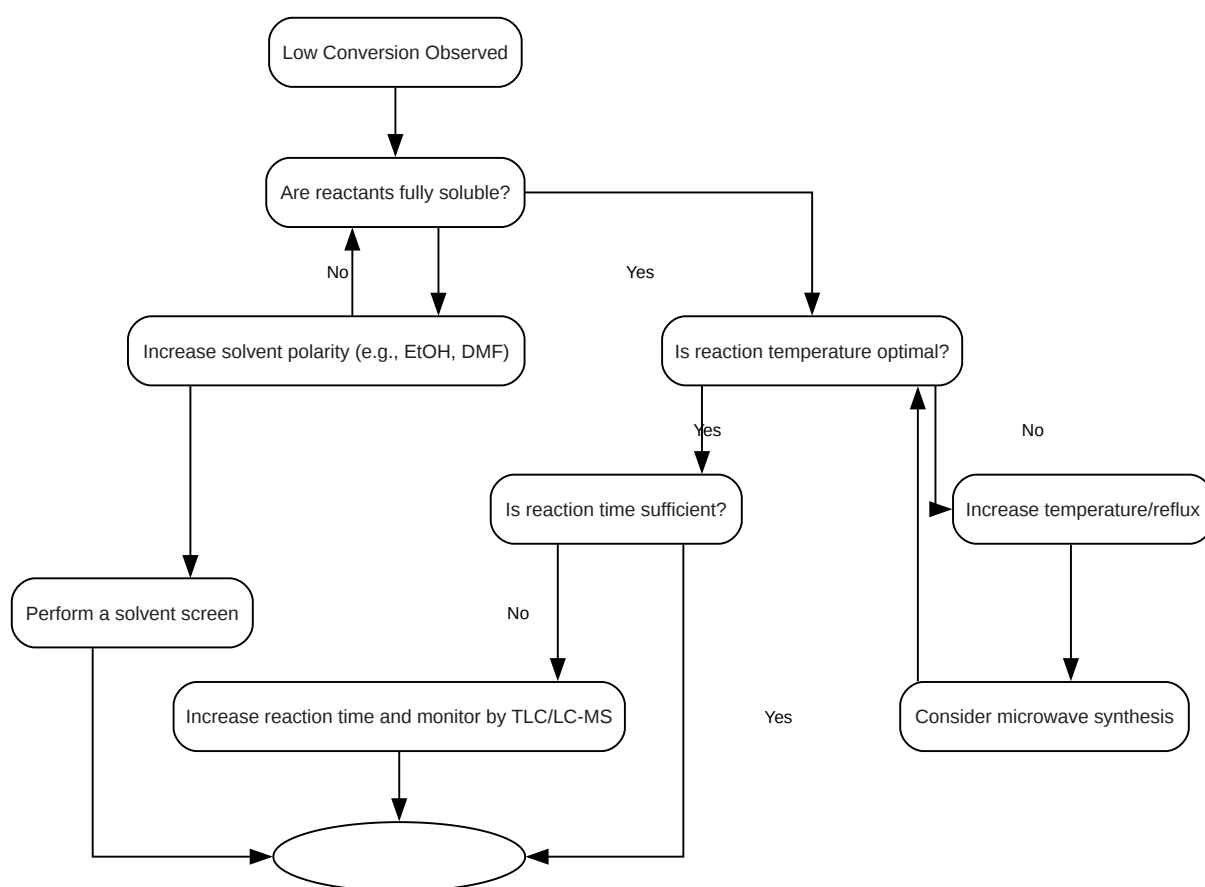 Low Conversion Observed
Are reactants fully soluble?
No
Yes
Increase solvent polarity (e.g., EtOH, DMF)
Is reaction temperature optimal?
Yes
No
Is reaction time sufficient?
Increase temperature/reflux
Perform a solvent screen
No
Increase reaction time and monitor by TLC/LC-MS
Yes
Consider microwave synthesis